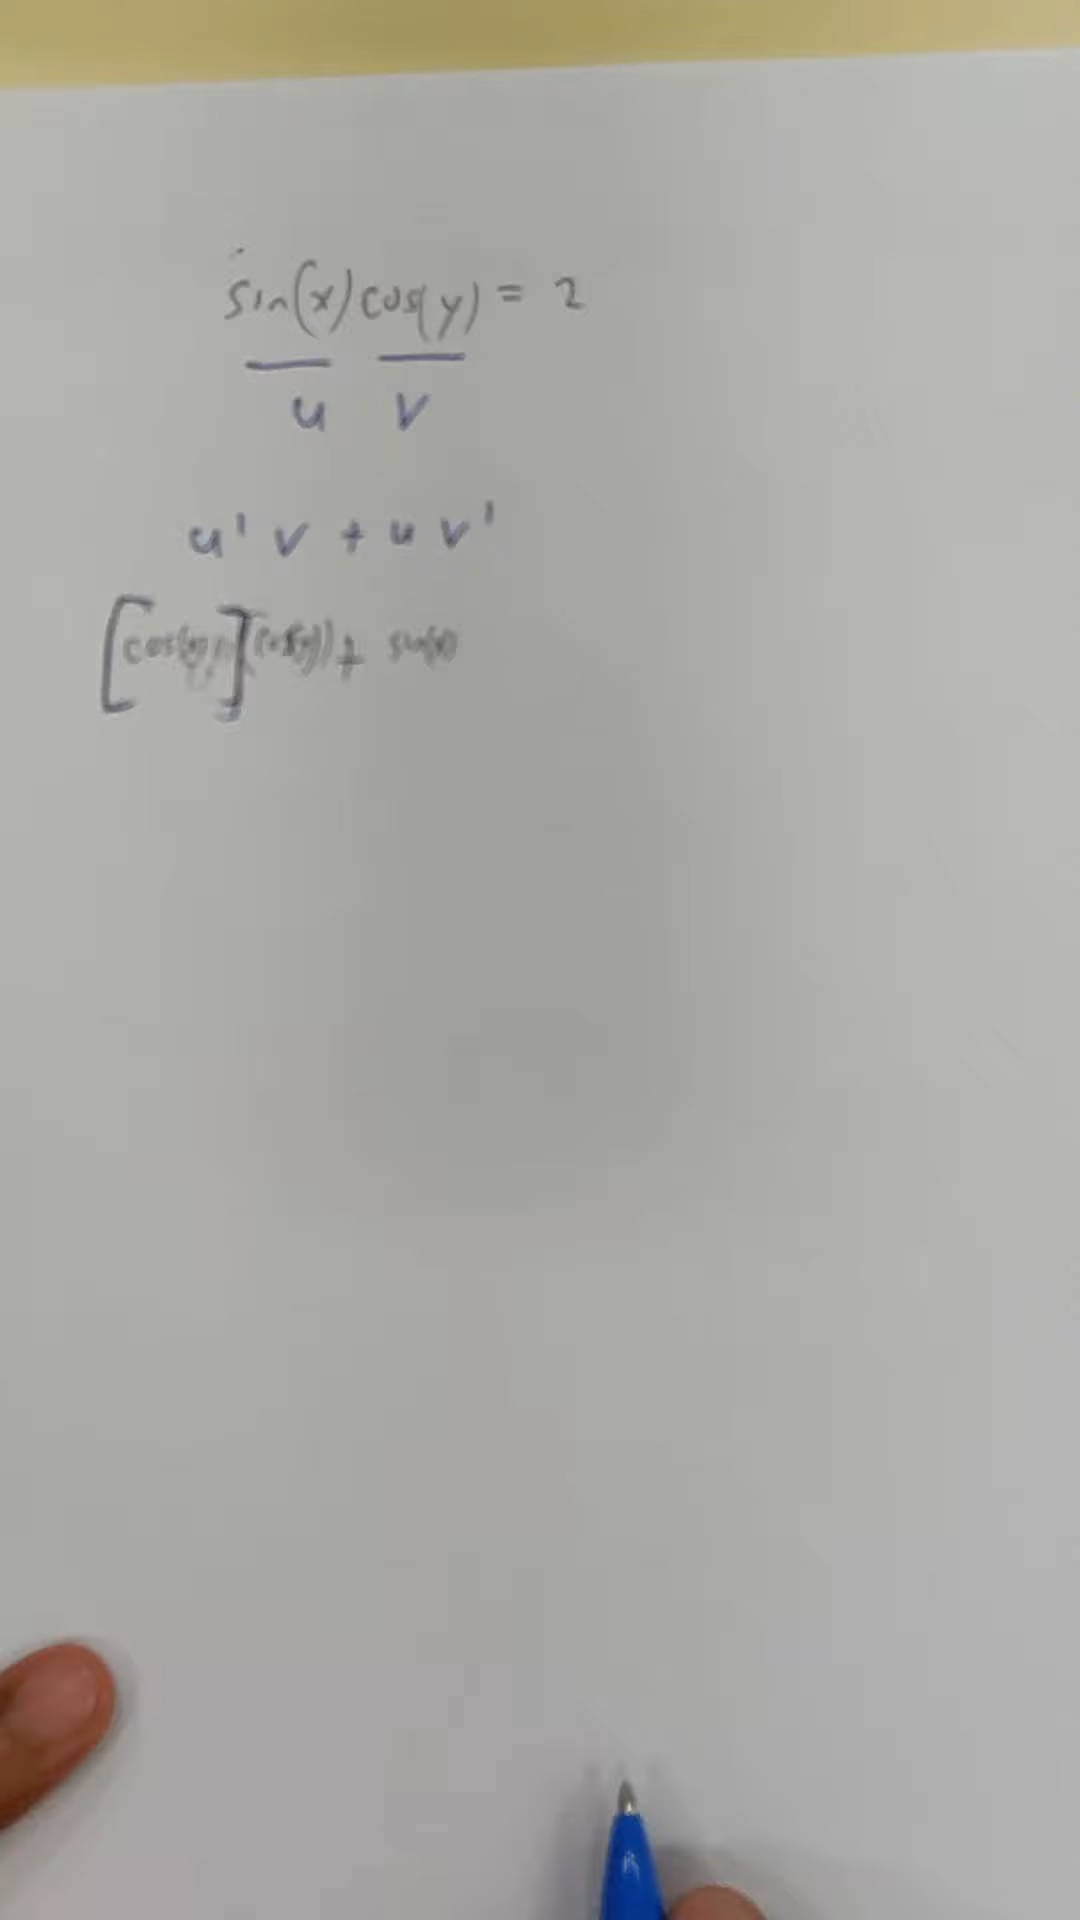 sin(x) cos(y) = 2
u v
u' v + u v'
[cos(x) ](cos(y)) + sin(x)